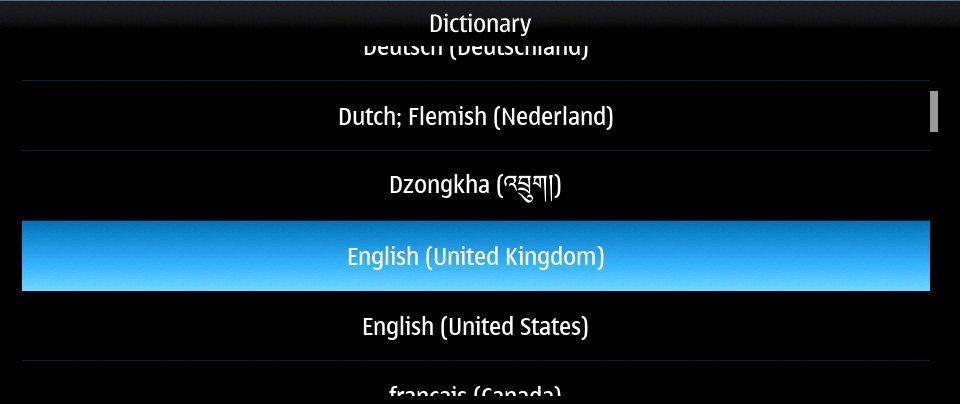 Dictionary
Deutsch (Deutschland)
Dutch; Flemish (Nederland)
Dzongkha (འབྲུག།)
English (United Kingdom)
English (United States)
français (Canada)